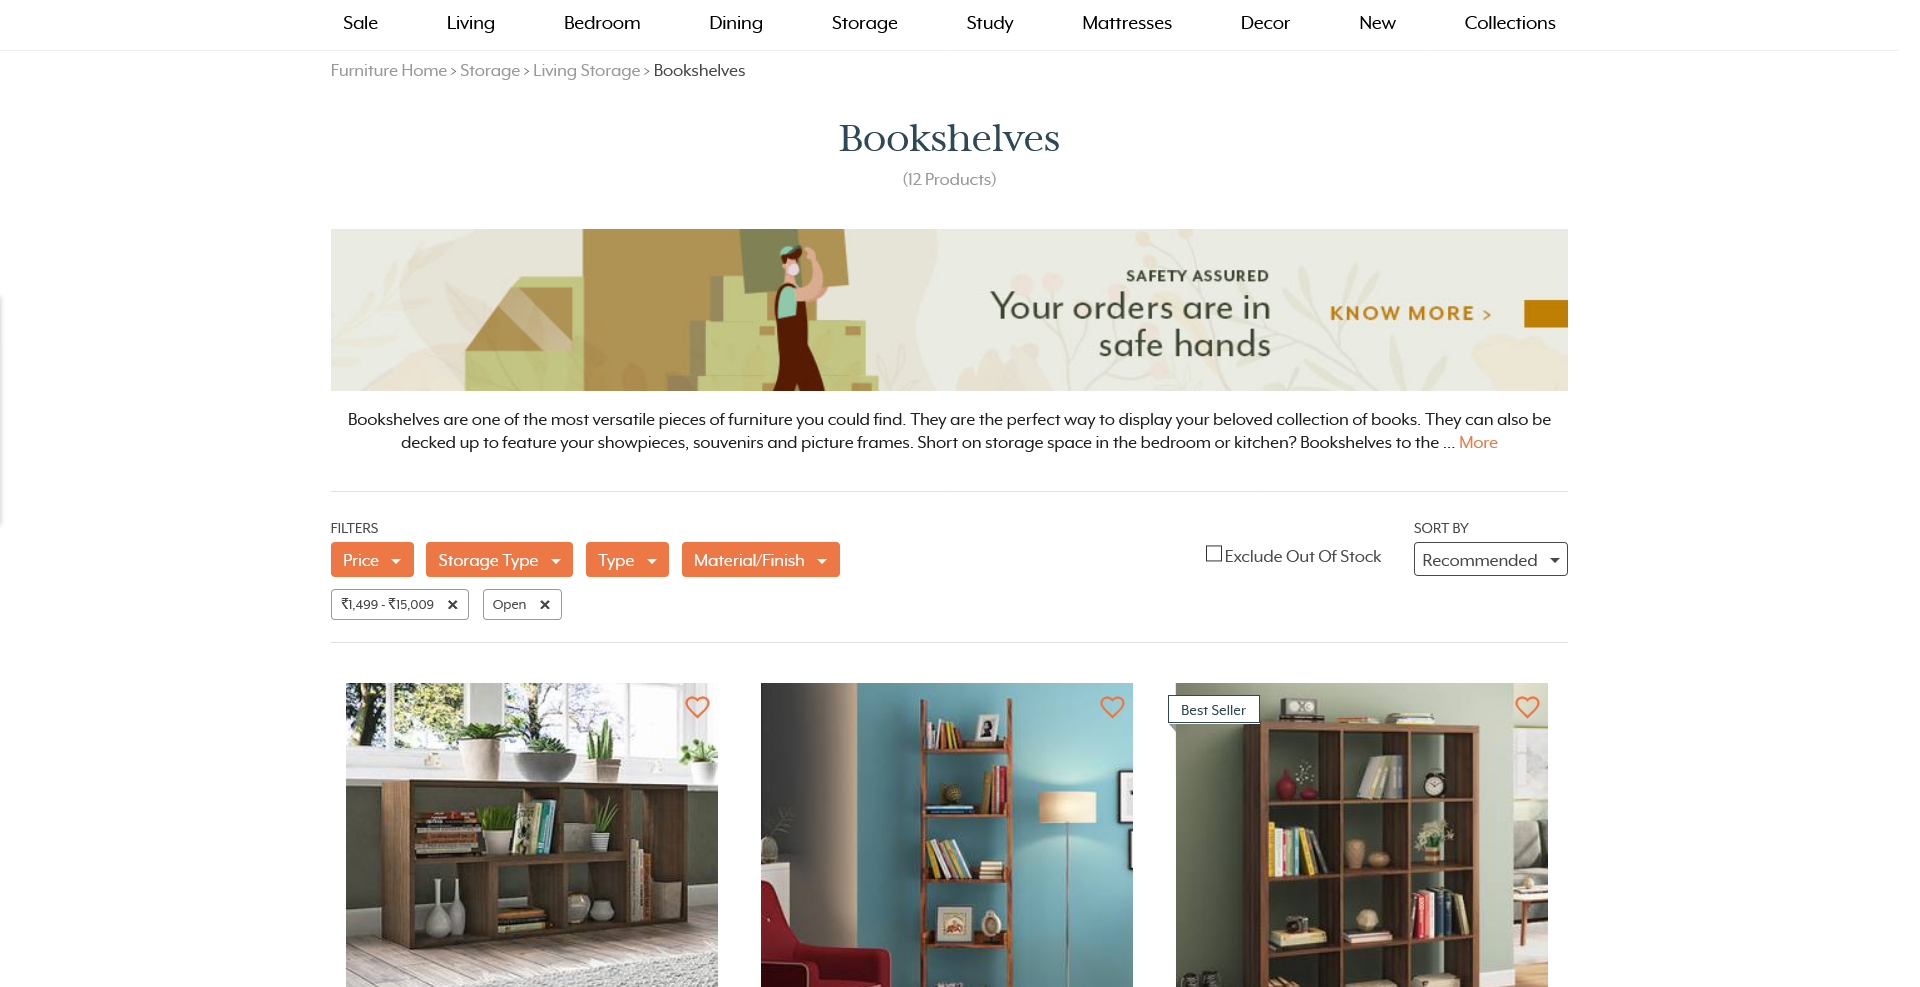 Sale Living Bedroom Dining Storage Study Mattresses Decor New Collections
Furniture Home > Storage > Living Storage > Bookshelves
Bookshelves
(12 Products)
SAFETY ASSURED
Your orders are in
safe hands
KNOW MORE >
Bookshelves are one of the most versatile pieces of furniture you could find. They are the perfect way to display your beloved collection of books. They can also be
decked up to feature your showpieces, souvenirs and picture frames. Short on storage space in the bedroom or kitchen? Bookshelves to the ... More
FILTERS
Price Storage Type Type Material/Finish
Exclude Out Of Stock
SORT BY
Recommended
₹1,499 - ₹15,009 Open
Best Seller